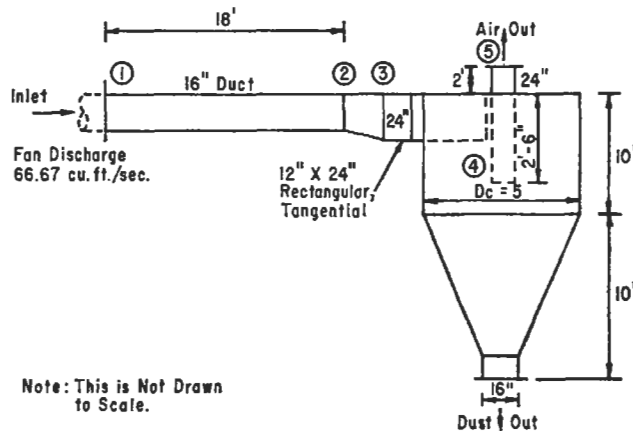 18'
Air Out
5
1
2
3
2'
24"
16" Duct
Inlet
24"
2'-6"
10'
Fan Discharge
66.67 cu.ft./sec.
12" X 24"
Rectangular,
Tangential
4
Dc = 5
10'
Note: This is Not Drawn
to Scale.
16"
Dust Out